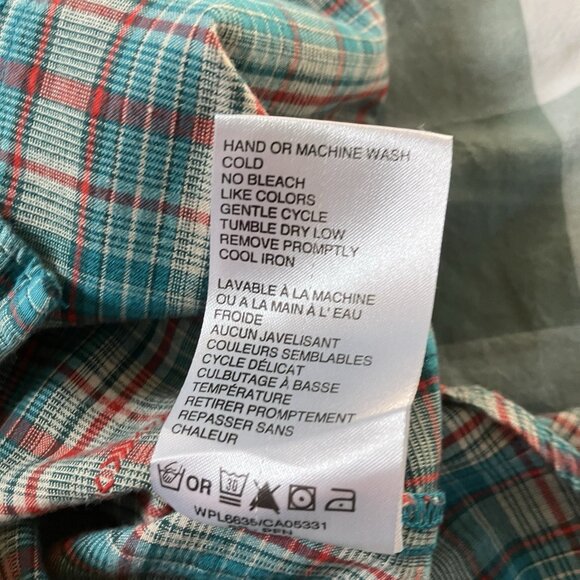 HAND OR MACHINE WASH
COLD
NO BLEACH
LIKE COLORS
GENTLE CYCLE
TUMBLE DRY LOW
REMOVE PROMPTLY
COOL IRON
LAVABLE À LA MACHINE
OU A LA MAIN À L' EAU
FROIDE
AUCUN JAVELISANT
COULEURS SEMBLABLES
CYCLE DÉLICAT
CULBUTAGE À BASSE
TEMPÉRATURE
RETIRER PROMPTEMENT
REPASSER SANS
CHALEUR
OR 30
WPL6635/CA05331